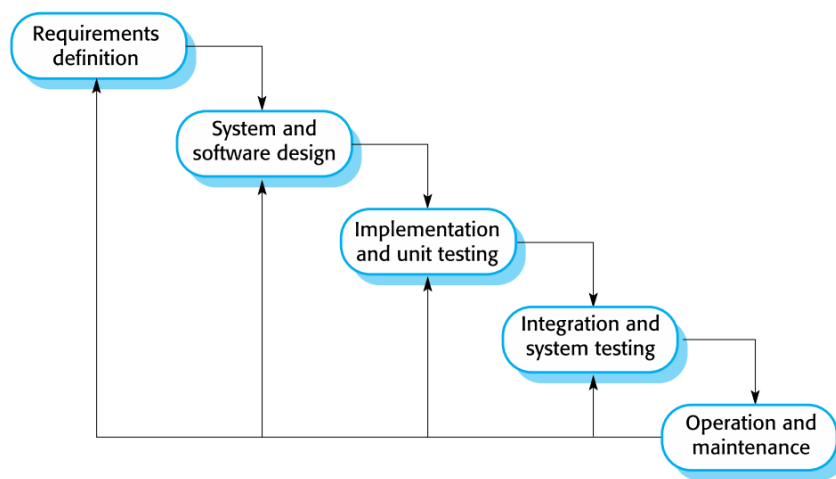 Requirements
definition
System and
software design
Implementation
and unit testing
Integration and
system testing
Operation and
maintenance